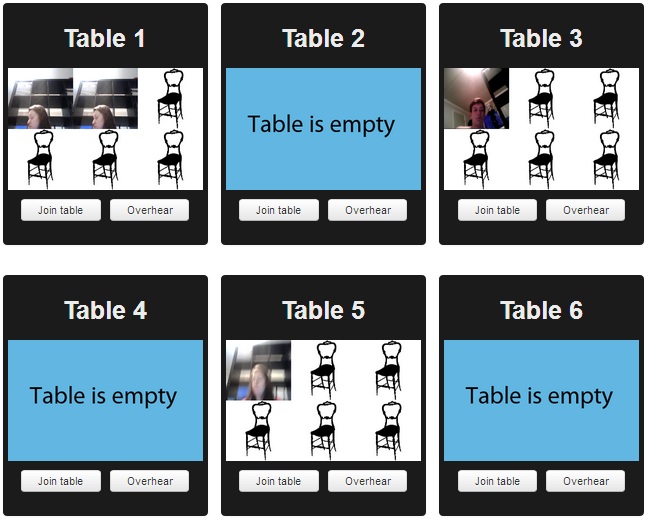 Table 1
Table 2
Table 3
Table is empty
Join table
Overhear
Join table
Overhear
Join table
Overhear
Table 4
Table 5
Table 6
Table is empty
Table is empty
Join table
Overhear
Join table
Overhear
Join table
Overhear